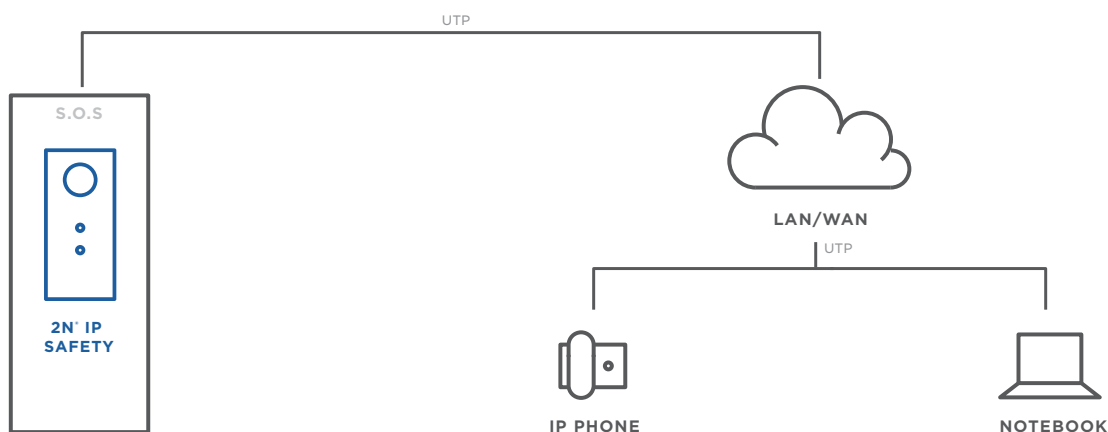 UTP
S.O.S
LAN/WAN
UTP
2N® IP
SAFETY
IP PHONE
NOTEBOOK